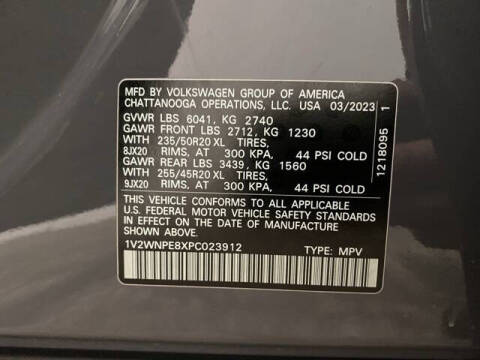 MFD BY VOLKSWAGEN GROUP OF AMERICA
CHATTANOOGA OPERATIONS, LLC. USA 03/2023
GVWR LBS 6041, KG 2740
GAWR FRONT LBS 2712, KG 1230
WITH 235/50R20 XL TIRES,
8JX20 RIMS, AT 300 KPA, 44 PSI COLD
GAWR REAR LBS 3439, KG 1560
WITH 255/45R20 XL TIRES,
9JX20 RIMS, AT 300 KPA, 44 PSI COLD
THIS VEHICLE CONFORMS TO ALL APPLICABLE
U.S. FEDERAL MOTOR VEHICLE SAFETY STANDARDS
IN EFFECT ON THE DATE OF MANUFACTURE
SHOWN ABOVE.
1V2WNPE8XPC023912 TYPE: MPV
1218095 1